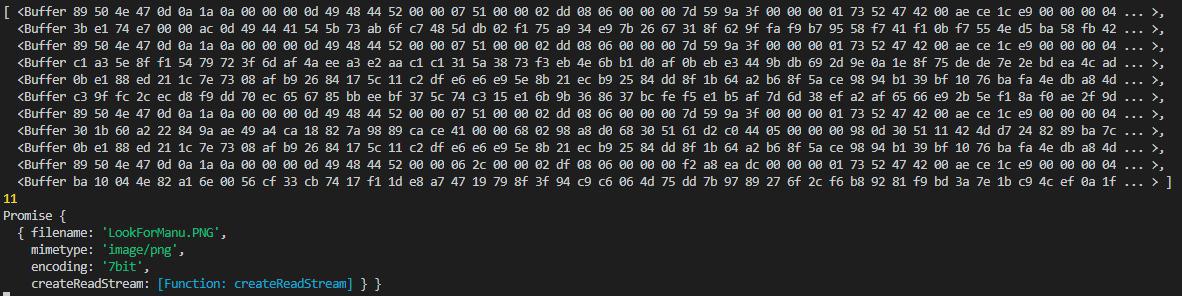 [ <Buffer 89 50 4e 47 0d 0a 1a 0a 00 00 00 0d 49 48 44 52 00 00 07 51 00 00 02 dd 08 06 00 00 00 7d 59 9a 3f 00 00 00 01 73 52 47 42 00 ae ce 1c e9 00 00 00 04 ... >,
<Buffer 3b e1 74 e7 00 00 ac 0d 49 44 41 54 5b 73 ab 6f c7 48 5d db 02 f1 75 a9 34 e9 7b 26 67 31 8f 62 9f fa f9 b7 95 58 f7 41 f1 0b f7 55 4e d5 ba 58 fb 42 ... >,
<Buffer 89 50 4e 47 0d 0a 1a 0a 00 00 00 0d 49 48 44 52 00 00 07 51 00 00 02 dd 08 06 00 00 00 7d 59 9a 3f 00 00 00 01 73 52 47 42 00 ae ce 1c e9 00 00 00 04 ... >,
<Buffer c1 a3 5e 8f f1 54 79 72 3f 6d af 4a ee a3 e2 aa c1 c1 31 5a 38 73 f3 eb 4e 6b b1 d0 af 0b eb e3 44 9b db 69 2d 9e 0a 1e 8f 75 de de 7e 2e bd ea 4c ad ... >,
<Buffer 0b e1 88 ed 21 1c 7e 73 08 af b9 26 84 17 5c 11 c2 df e6 e6 e9 5e 8b 21 ec b9 25 84 dd 8f 1b 64 a2 b6 8f 5a ce 98 94 b1 39 bf 10 76 ba fa 4e db a8 4d ... >,
<Buffer c3 9f fc 2c ec d8 f9 dd 70 ec 65 67 85 bb ee bf 37 5c 74 c3 15 e1 6b 9b 36 86 37 bc fe f5 e1 b5 af 7d 6d 38 ef a2 af 65 66 e9 2b 5e f1 8a f0 ae 2f 9d ... >,
<Buffer 89 50 4e 47 0d 0a 1a 0a 00 00 00 0d 49 48 44 52 00 00 07 51 00 00 02 dd 08 06 00 00 00 7d 59 9a 3f 00 00 00 01 73 52 47 42 00 ae ce 1c e9 00 00 00 04 ... >,
<Buffer 30 1b 60 a2 22 84 9a ae 49 a4 ca 18 82 7a 98 89 ca ce 41 00 00 68 02 98 a8 d0 68 30 51 61 d2 c0 44 05 00 00 00 98 0d 30 51 11 42 4d d7 24 82 89 ba 7c ... >,
<Buffer 0b e1 88 ed 21 1c 7e 73 08 af b9 26 84 17 5c 11 c2 df e6 e6 e9 5e 8b 21 ec b9 25 84 dd 8f 1b 64 a2 b6 8f 5a ce 98 94 b1 39 bf 10 76 ba fa 4e db a8 4d ... >,
<Buffer 89 50 4e 47 0d 0a 1a 0a 00 00 00 0d 49 48 44 52 00 00 06 2c 00 00 02 df 08 06 00 00 00 f2 a8 ea dc 00 00 00 01 73 52 47 42 00 ae ce 1c e9 00 00 00 04 ... >,
<Buffer ba 10 04 4e 82 a1 6e 00 56 cf 33 cb 74 17 f1 1d e8 a7 47 19 79 8f 3f 94 c9 c6 06 4d 75 dd 7b 97 89 27 6f 2c f6 b8 92 81 f9 bd 3a 7e 1b c9 4c ef 0a 1f ... > ]
11
Promise {
{ filename: 'LookForManu.PNG',
mimetype: 'image/png',
encoding: '7bit',
createReadStream: [Function: createReadStream] } }